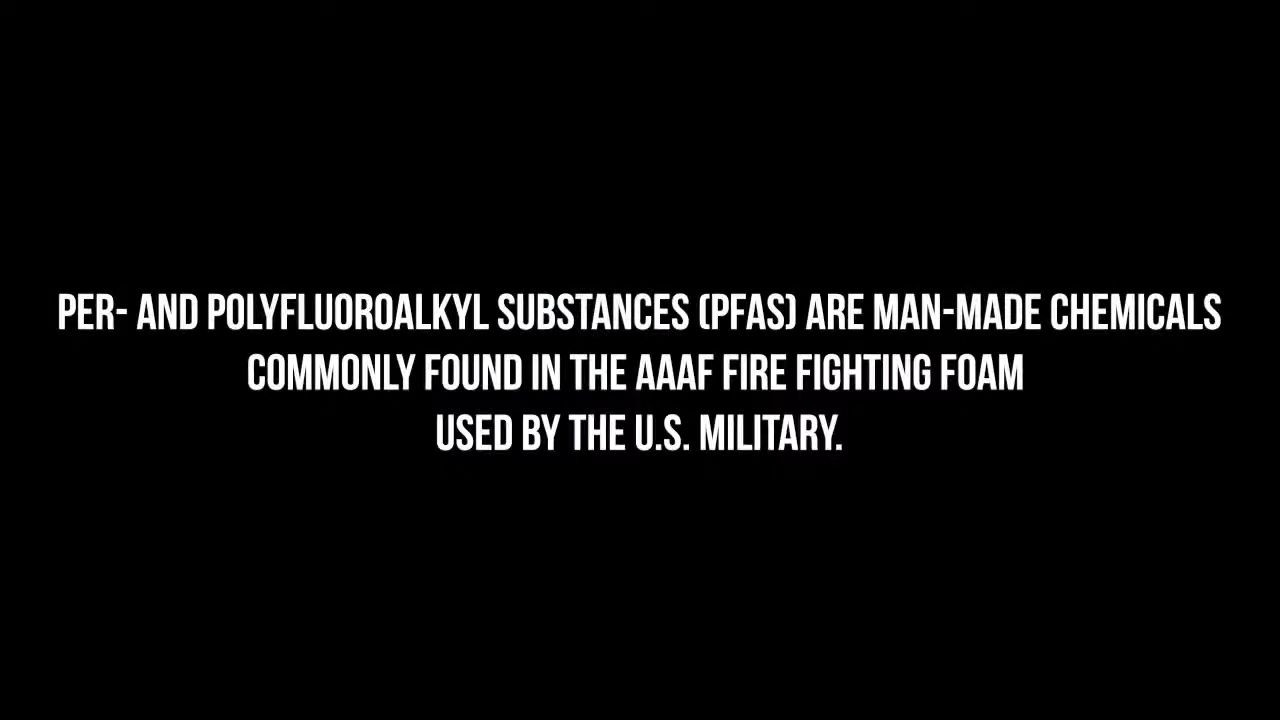 PER- AND POLYFLUOROALKYL SUBSTANCES (PFAS) ARE MAN-MADE CHEMICALS
COMMONLY FOUND IN THE AAAF FIRE FIGHTING FOAM
USED BY THE U.S. MILITARY.